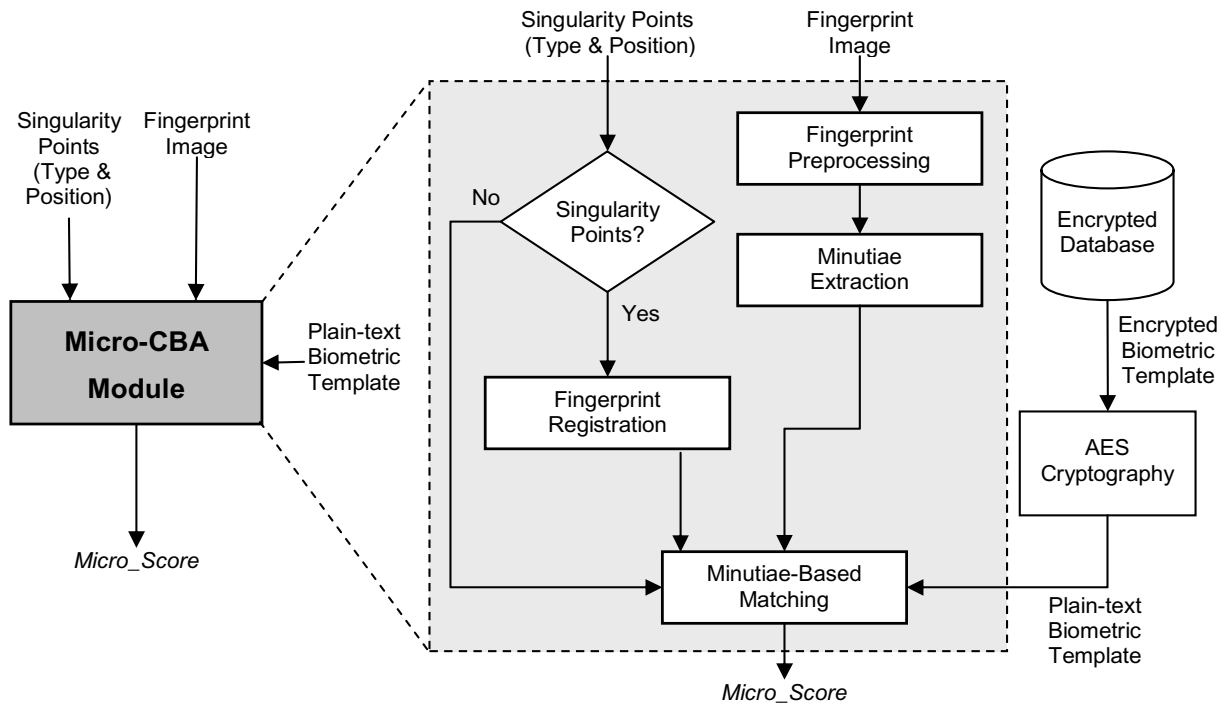 Singularity Points
(Type & Position)
Fingerprint
Image
Singularity
Points
(Type &
Position)
Fingerprint
Image
Fingerprint
Preprocessing
No
Singularity
Points?
Encrypted
Database
Minutiae
Extraction
Yes
Micro-CBA
Module
Plain-text
Biometric
Template
Encrypted
Biometric
Template
Fingerprint
Registration
AES
Cryptography
Micro_Score
Minutiae-Based
Matching
Plain-text
Biometric
Template
Micro_Score